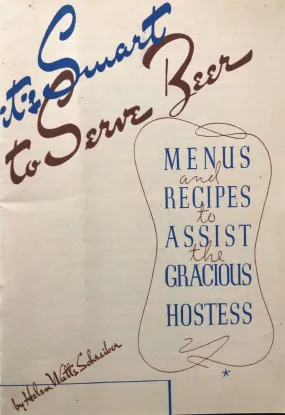 it's Smart
to Serve Beer
MENUS
and
RECIPES
to
ASSIST
the
GRACIOUS
HOSTESS
*
by Helen Watts Schreiber